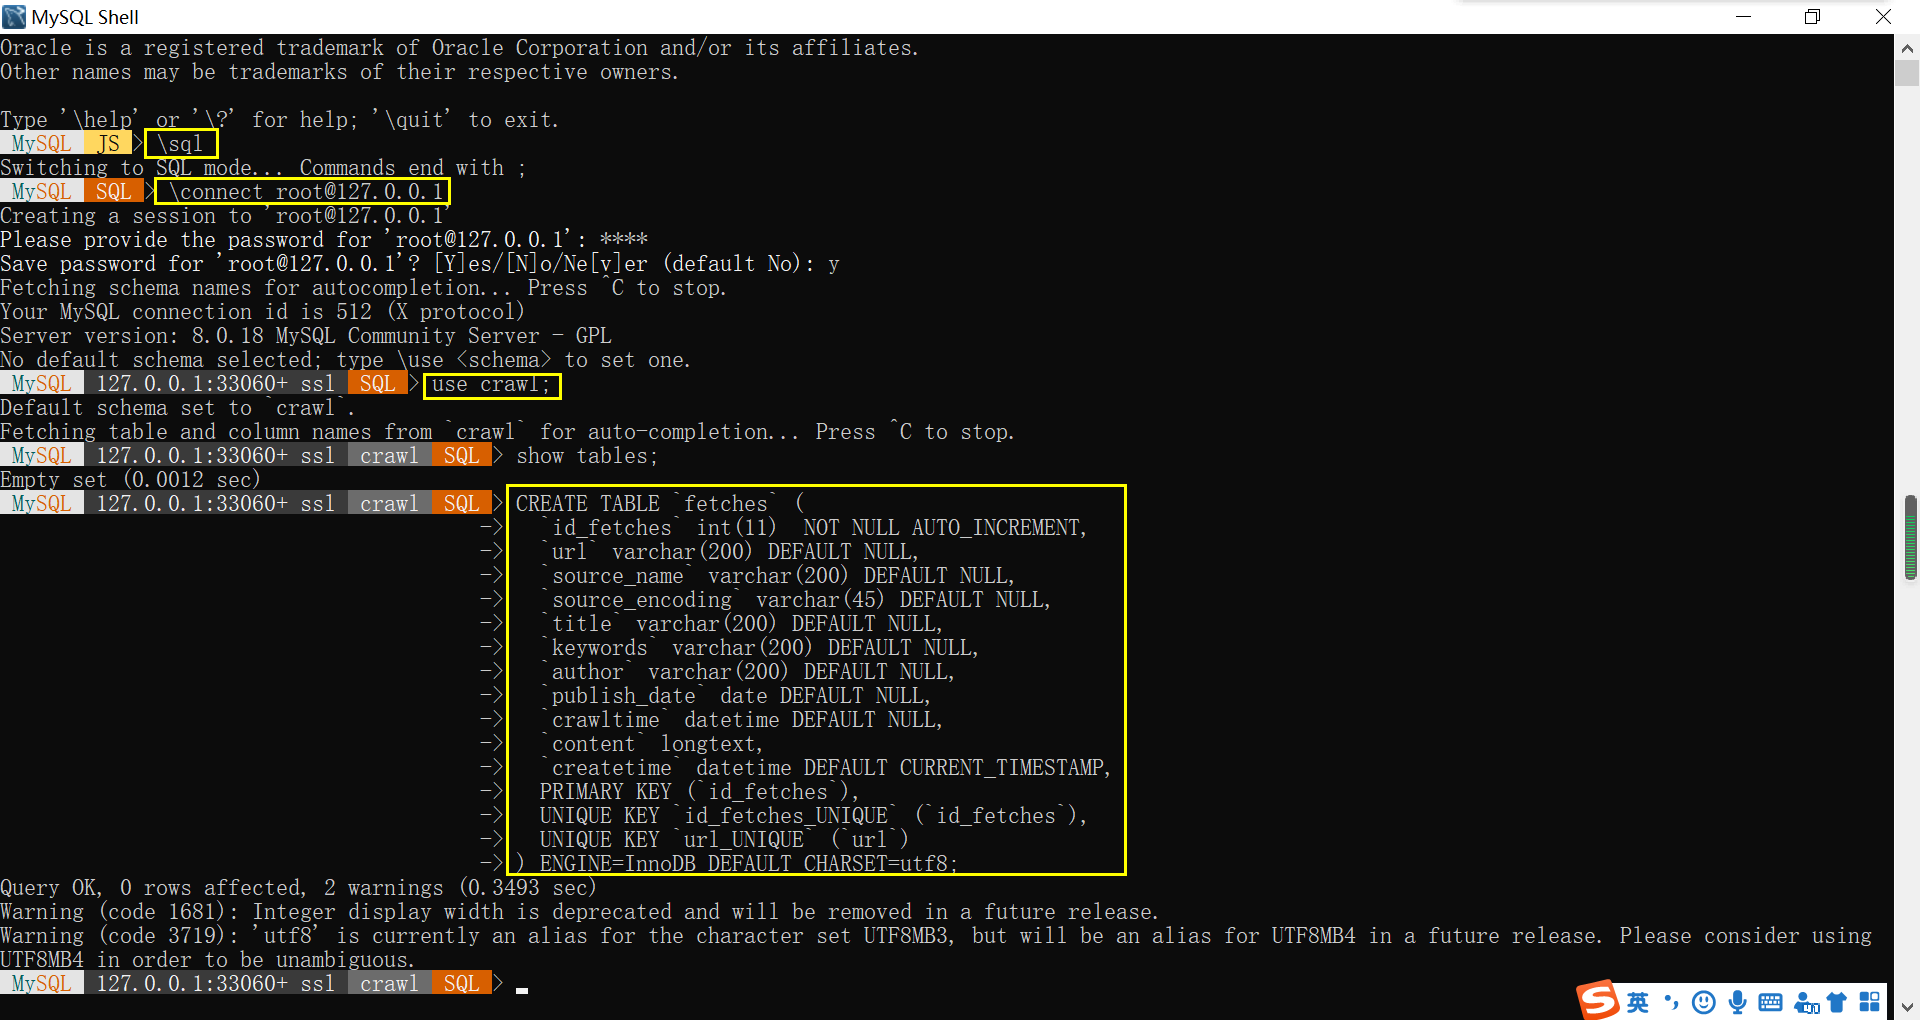 MySQL Shell
Oracle is a registered trademark of Oracle Corporation and/or its affiliates.
Other names may be trademarks of their respective owners.
Type '\help' or '\?' for help; '\quit' to exit.
MySQL JS > \sql
Switching to SQL mode... Commands end with ;
MySQL SQL > \connect root@127.0.0.1
Creating a session to 'root@127.0.0.1'
Please provide the password for 'root@127.0.0.1': ****
Save password for 'root@127.0.0.1'? [Y]es/[N]o/Ne[v]er (default No): y
Fetching schema names for autocompletion... Press ^C to stop.
Your MySQL connection id is 512 (X protocol)
Server version: 8.0.18 MySQL Community Server - GPL
No default schema selected; type \use <schema> to set one.
MySQL 127.0.0.1:33060+ ssl SQL > use crawl;
Default schema set to `crawl`.
Fetching table and column names from `crawl` for auto-completion... Press ^C to stop.
MySQL 127.0.0.1:33060+ ssl crawl SQL > show tables;
Empty set (0.0012 sec)
MySQL 127.0.0.1:33060+ ssl crawl SQL > CREATE TABLE `fetches` (
-> `id_fetches` int(11) NOT NULL AUTO_INCREMENT,
-> `url` varchar(200) DEFAULT NULL,
-> `source_name` varchar(200) DEFAULT NULL,
-> `source_encoding` varchar(45) DEFAULT NULL,
-> `title` varchar(200) DEFAULT NULL,
-> `keywords` varchar(200) DEFAULT NULL,
-> `author` varchar(200) DEFAULT NULL,
-> `publish_date` date DEFAULT NULL,
-> `crawltime` datetime DEFAULT NULL,
-> `content` longtext,
-> `createtime` datetime DEFAULT CURRENT_TIMESTAMP,
-> PRIMARY KEY (`id_fetches`),
-> UNIQUE KEY `id_fetches_UNIQUE` (`id_fetches`),
-> UNIQUE KEY `url_UNIQUE` (`url`)
-> ) ENGINE=InnoDB DEFAULT CHARSET=utf8;
Query OK, 0 rows affected, 2 warnings (0.3493 sec)
Warning (code 1681): Integer display width is deprecated and will be removed in a future release.
Warning (code 3719): 'utf8' is currently an alias for the character set UTF8MB3, but will be an alias for UTF8MB4 in a future release. Please consider using
UTF8MB4 in order to be unambiguous.
MySQL 127.0.0.1:33060+ ssl crawl SQL >
S 英